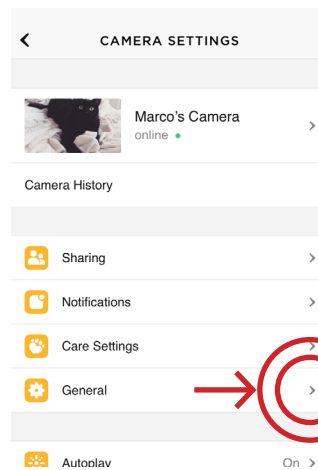 CAMERA SETTINGS
Marco's Camera
online
Camera History
Sharing
Notifications
Care Settings
General
Autoplay On